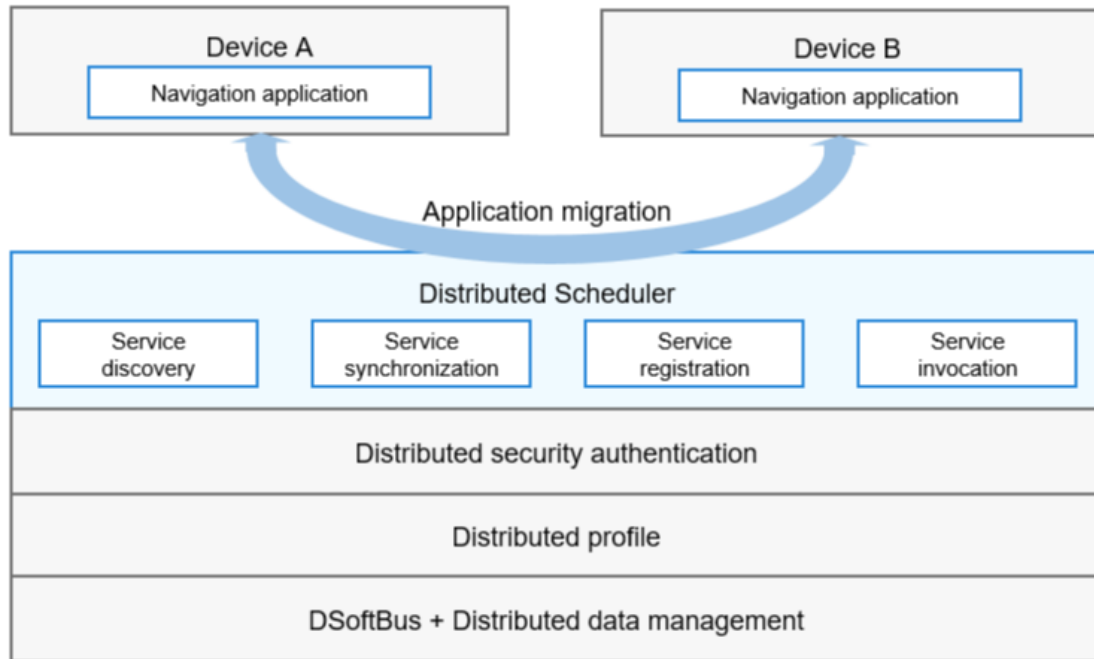 Device A
Navigation application
Device B
Navigation application
Application migration
Distributed Scheduler
Service
discovery
Service
synchronization
Service
registration
Service
invocation
Distributed security authentication
Distributed profile
DSoftBus + Distributed data management